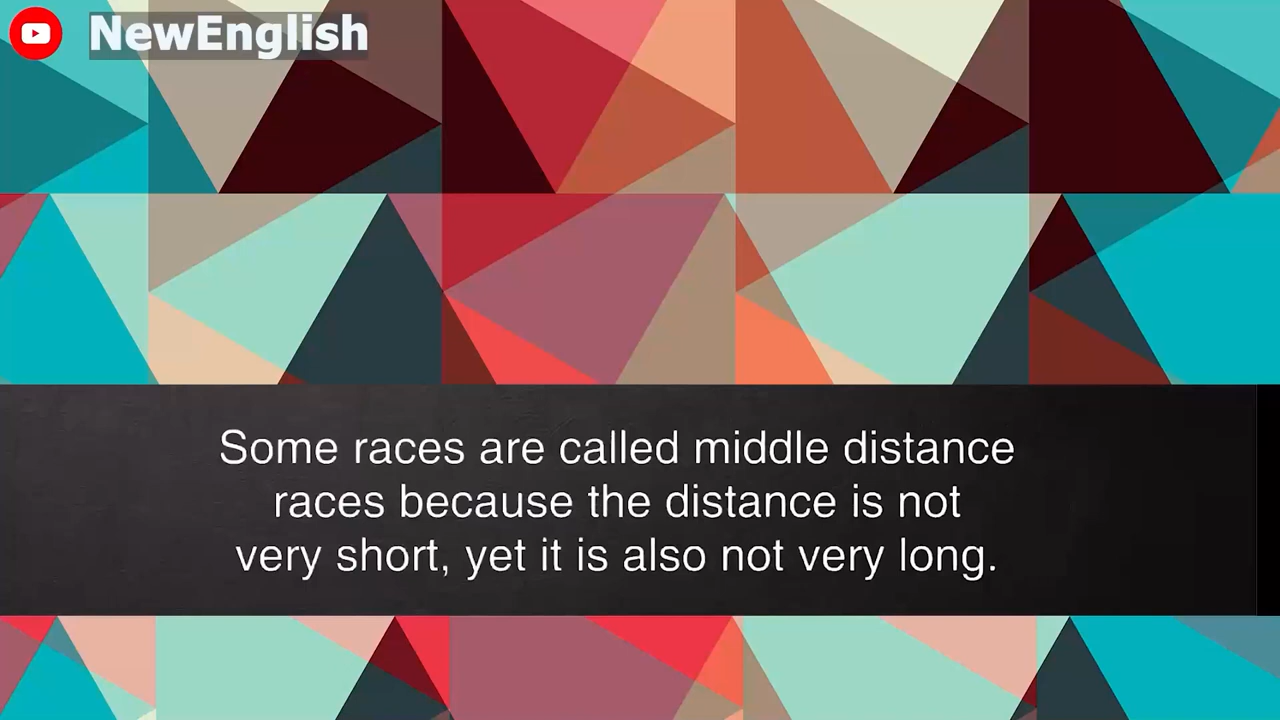 NewEnglish
Some races are called middle distance
races because the distance is not
very short, yet it is also not very long.